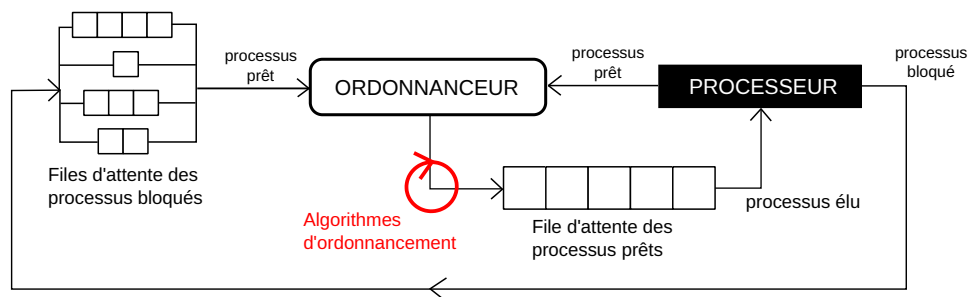 processus
prêt
processus
prêt
processus
bloqué
ORDONNANCEUR
PROCESSEUR
Files d'attente des
processus bloqués
Algorithmes
d'ordonnancement
File d'attente des
processus prêts
processus élu